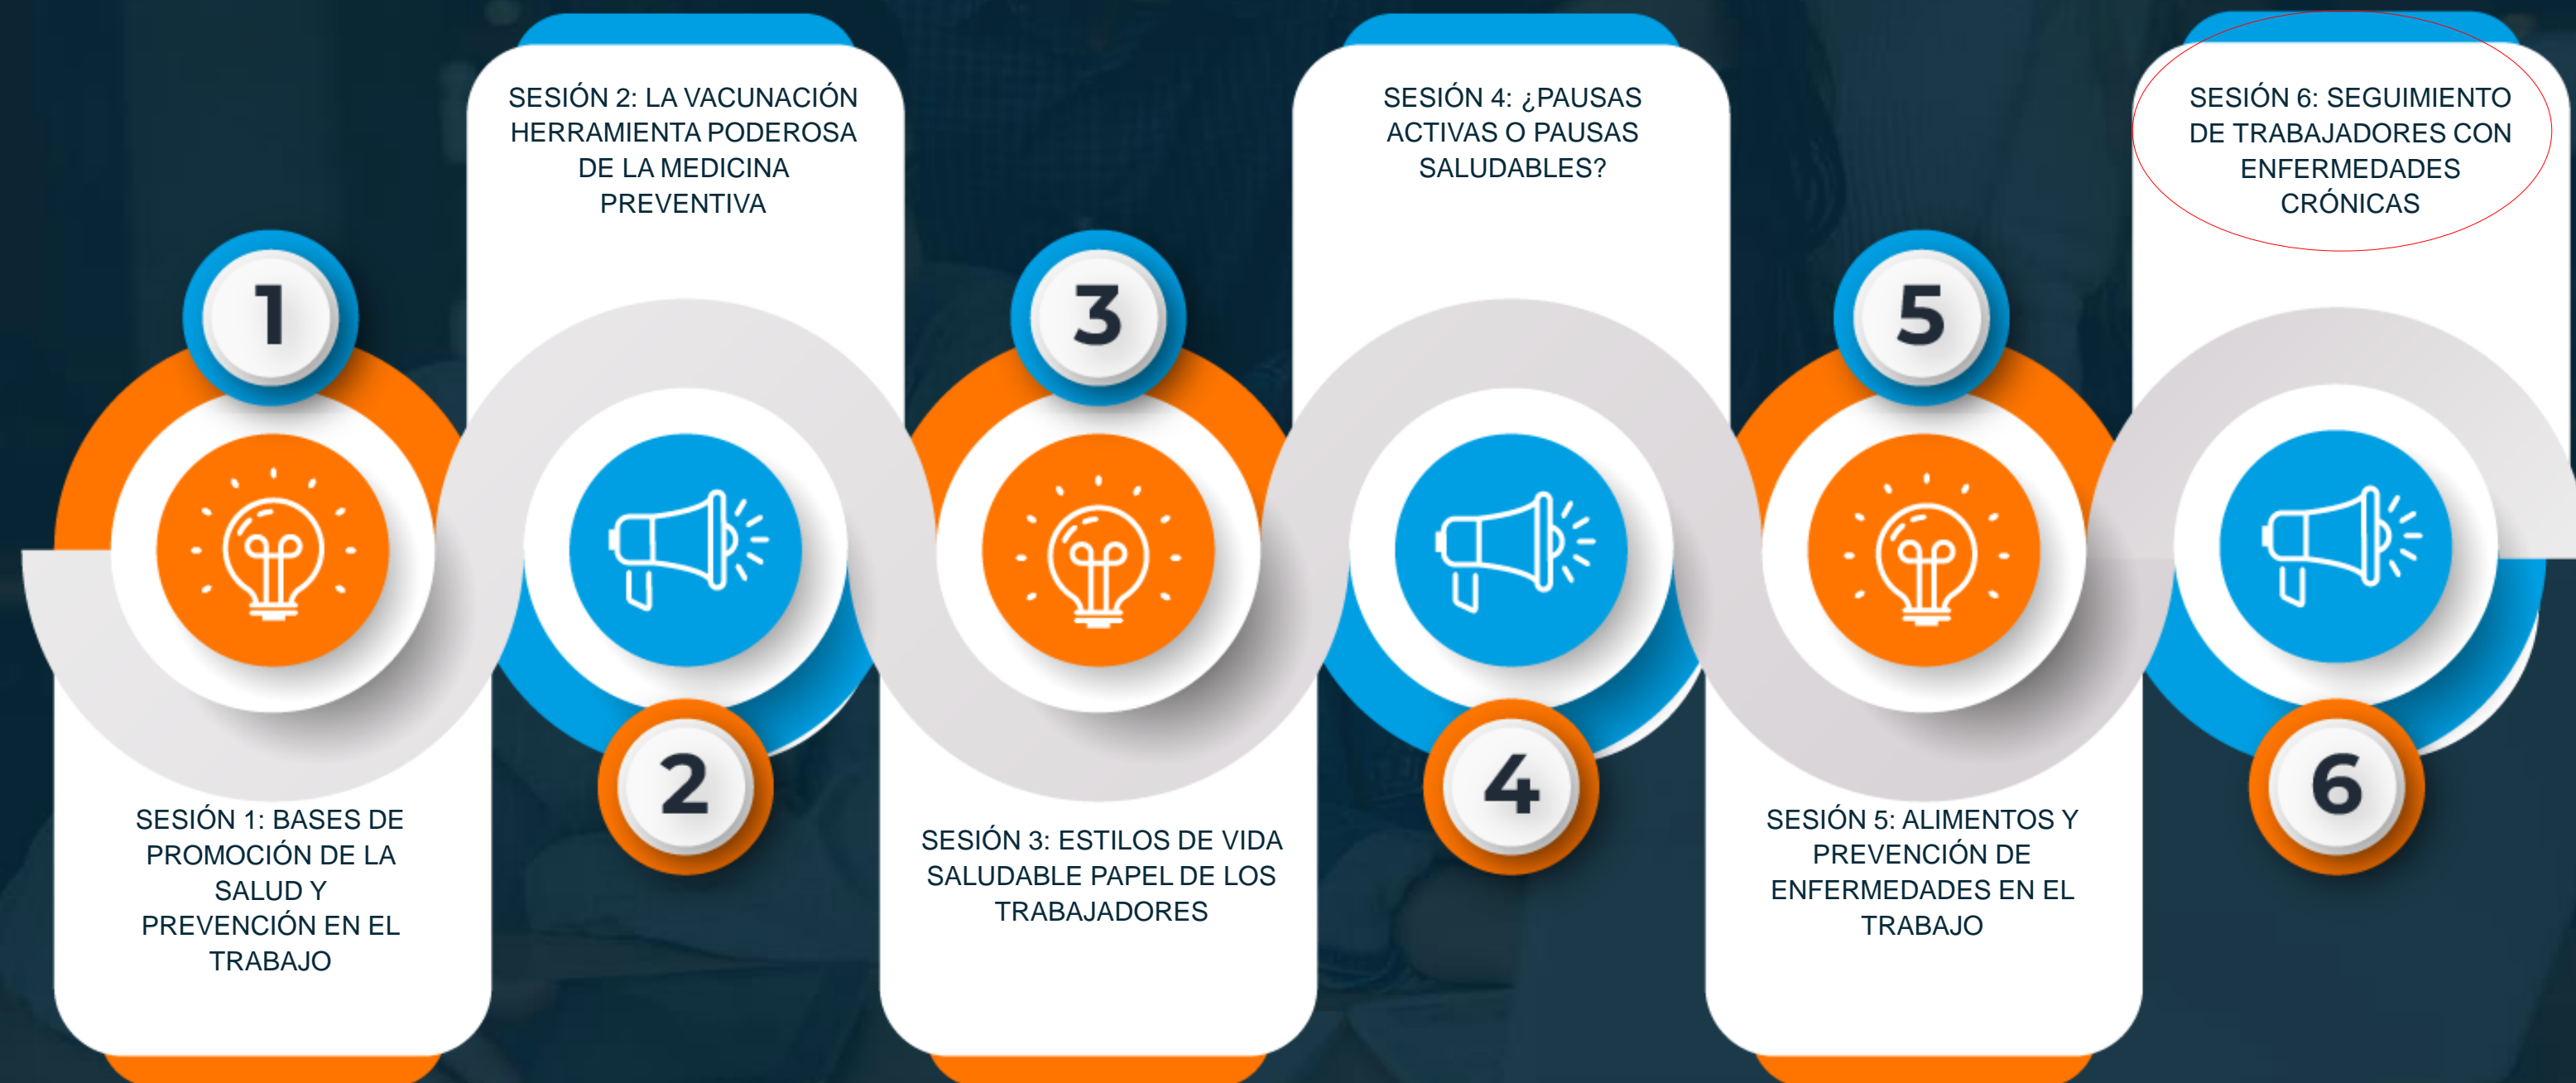 1
SESIÓN 1: BASES DE
PROMOCIÓN DE LA
SALUD Y
PREVENCIÓN EN EL
TRABAJO
SESIÓN 2: LA VACUNACIÓN
HERRAMIENTA PODEROSA
DE LA MEDICINA
PREVENTIVA
2
3
SESIÓN 3: ESTILOS DE VIDA
SALUDABLE PAPEL DE LOS
TRABAJADORES
SESIÓN 4: ¿PAUSAS
ACTIVAS O PAUSAS
SALUDABLES?
4
5
SESIÓN 5: ALIMENTOS Y
PREVENCIÓN DE
ENFERMEDADES EN EL
TRABAJO
SESIÓN 6: SEGUIMIENTO
DE TRABAJADORES CON
ENFERMEDADES
CRÓNICAS
6